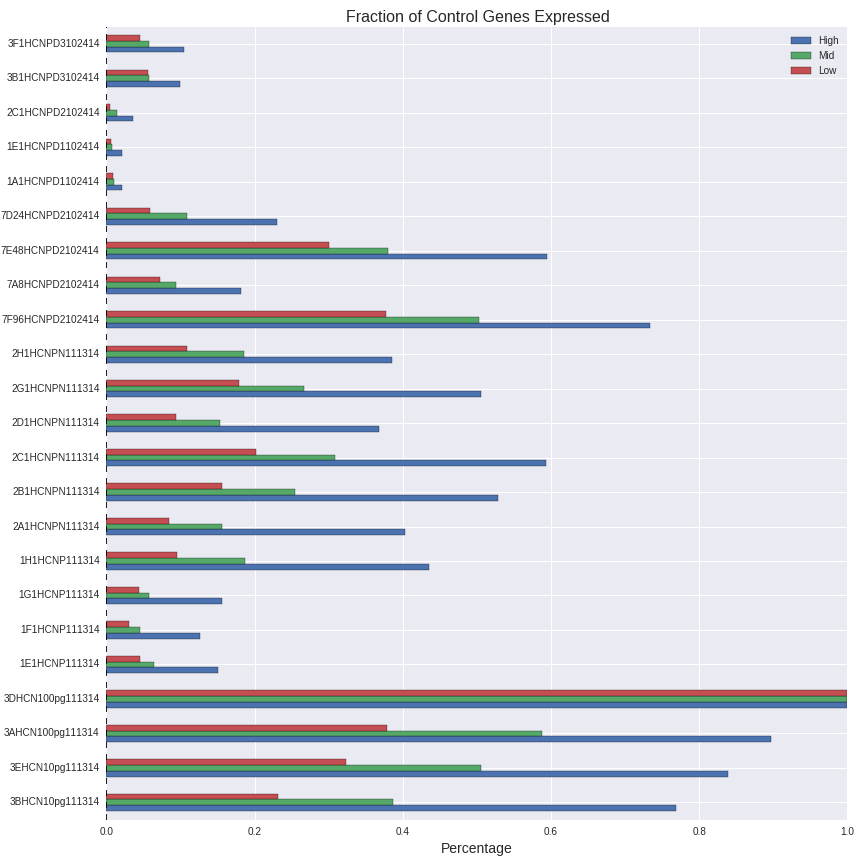 Fraction of Control Genes Expressed
High
Mid
Low
3F1HCNPD3102414
3B1HCNPD3102414
2C1HCNPD2102414
1E1HCNPD1102414
1A1HCNPD1102414
7D24HCNPD2102414
7E48HCNPD2102414
7A8HCNPD2102414
7F96HCNPD2102414
2H1HCNPN111314
2G1HCNPN111314
2D1HCNPN111314
2C1HCNPN111314
2B1HCNPN111314
2A1HCNPN111314
1H1HCNP111314
1G1HCNP111314
1F1HCNP111314
1E1HCNP111314
3DHCN100pg111314
3AHCN100pg111314
3EHCN10pg111314
3BHCN10pg111314
0.0 0.2 0.4 0.6 0.8 1.0
Percentage